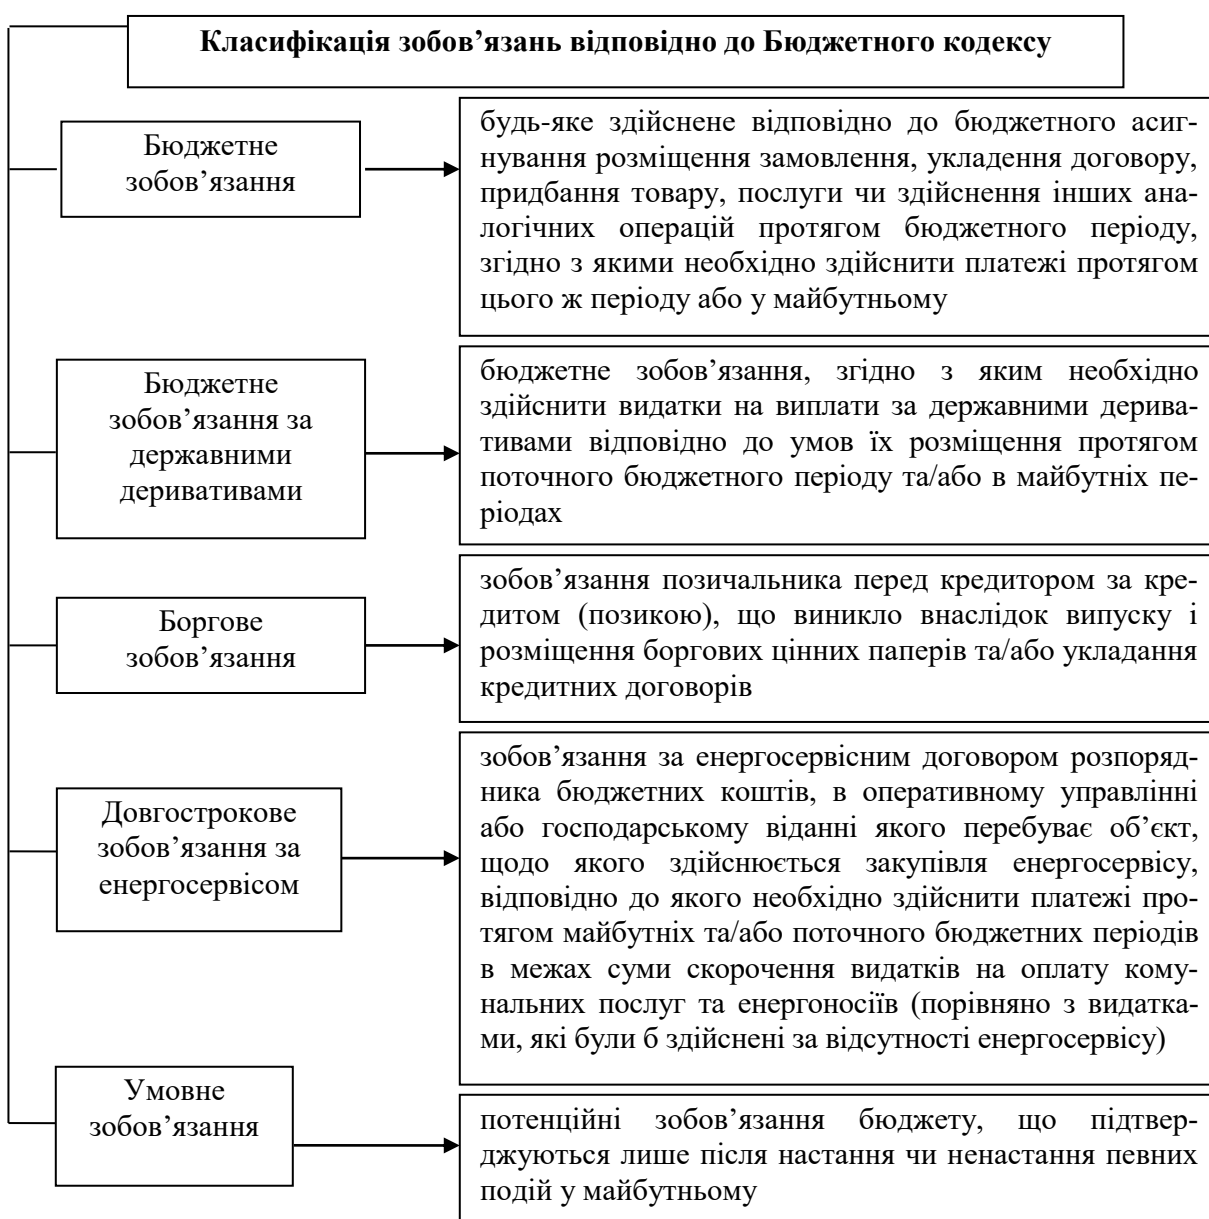 Класифікація зобов’язань відповідно до Бюджетного кодексу
Бюджетне
зобов’язання
будь-яке здійснене відповідно до бюджетного асиг-
нування розміщення замовлення, укладення договору,
придбання товару, послуги чи здійснення інших ана-
логічних операцій протягом бюджетного періоду,
згідно з якими необхідно здійснити платежі протягом
цього ж періоду або у майбутньому
Бюджетне
зобов’язання за
державними
деривативами
бюджетне зобов’язання, згідно з яким необхідно
здійснити видатки на виплати за державними дерива-
тивами відповідно до умов їх розміщення протягом
поточного бюджетного періоду та/або в майбутніх пе-
ріодах
Боргове
зобов’язання
зобов’язання позичальника перед кредитором за кре-
дитом (позикою), що виникло внаслідок випуску і
розміщення боргових цінних паперів та/або укладання
кредитних договорів
Довгострокове
зобов’язання за
енергосервісом
зобов’язання за енергосервісним договором розпоряд-
ника бюджетних коштів, в оперативному управлінні
або господарському віданні якого перебуває об’єкт,
щодо якого здійснюється закупівля енергосервісу,
відповідно до якого необхідно здійснити платежі про-
тягом майбутніх та/або поточного бюджетних періодів
в межах суми скорочення видатків на оплату кому-
нальних послуг та енергоносіїв (порівняно з видатка-
ми, які були б здійснені за відсутності енергосервісу)
Умовне
зобов’язання
потенційні зобов’язання бюджету, що підтвер-
джуються лише після настання чи ненастання певних
подій у майбутньому